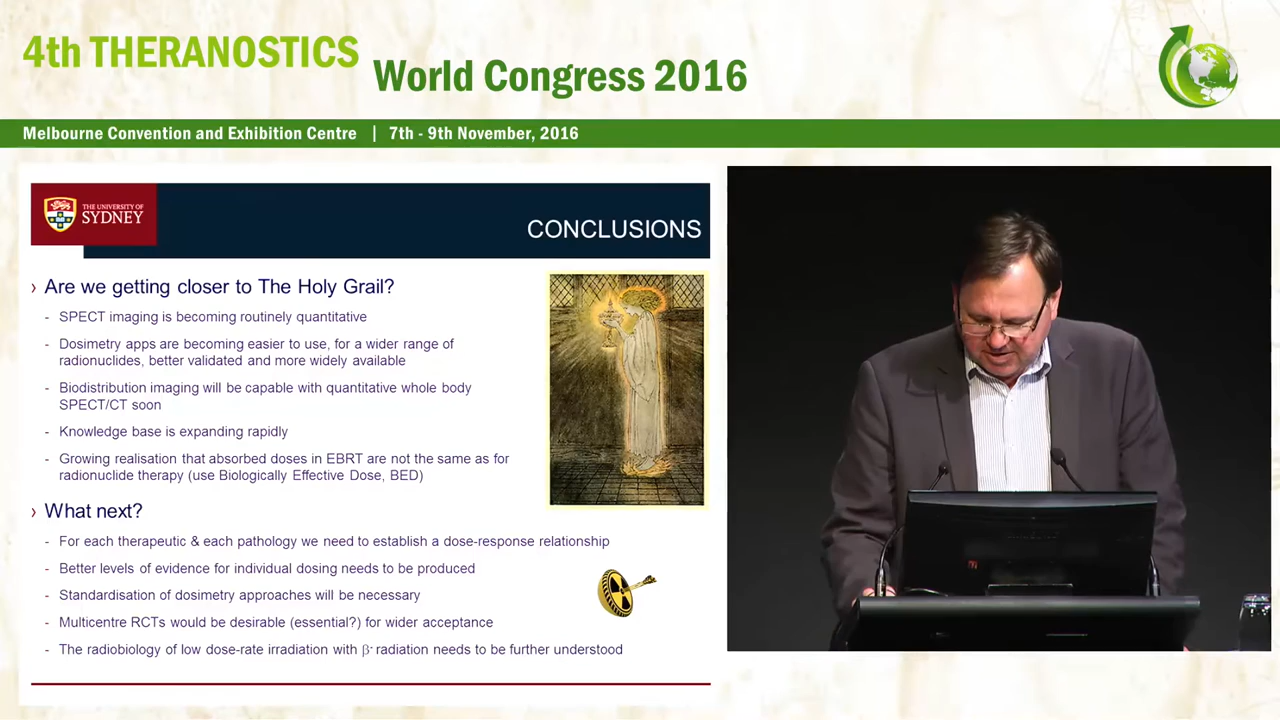 4th THERANOSTICS
World Congress 2016
Melbourne Convention and Exhibition Centre | 7th - 9th November, 2016
THE UNIVERSITY OF
SYDNEY
CONCLUSIONS
› Are we getting closer to The Holy Grail?
- SPECT imaging is becoming routinely quantitative
- Dosimetry apps are becoming easier to use, for a wider range of
radionuclides, better validated and more widely available
- Biodistribution imaging will be capable with quantitative whole body
SPECT/CT soon
- Knowledge base is expanding rapidly
- Growing realisation that absorbed doses in EBRT are not the same as for
radionuclide therapy (use Biologically Effective Dose, BED)
› What next?
- For each therapeutic & each pathology we need to establish a dose-response relationship
- Better levels of evidence for individual dosing needs to be produced
- Standardisation of dosimetry approaches will be necessary
- Multicentre RCTs would be desirable (essential?) for wider acceptance
- The radiobiology of low dose-rate irradiation with β⁻ radiation needs to be further understood